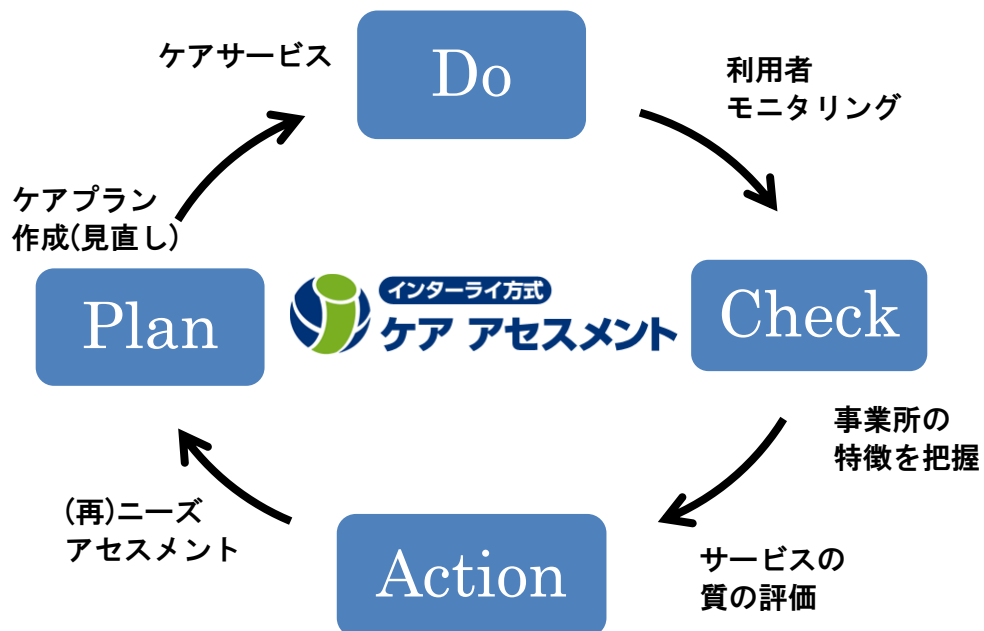 ケアサービス
Do
利用者
モニタリング
ケアプラン
作成(見直し)
Plan
インターライ方式
ケア アセスメント
Check
事業所の
特徴を把握
(再)ニーズ
アセスメント
Action
サービスの
質の評価